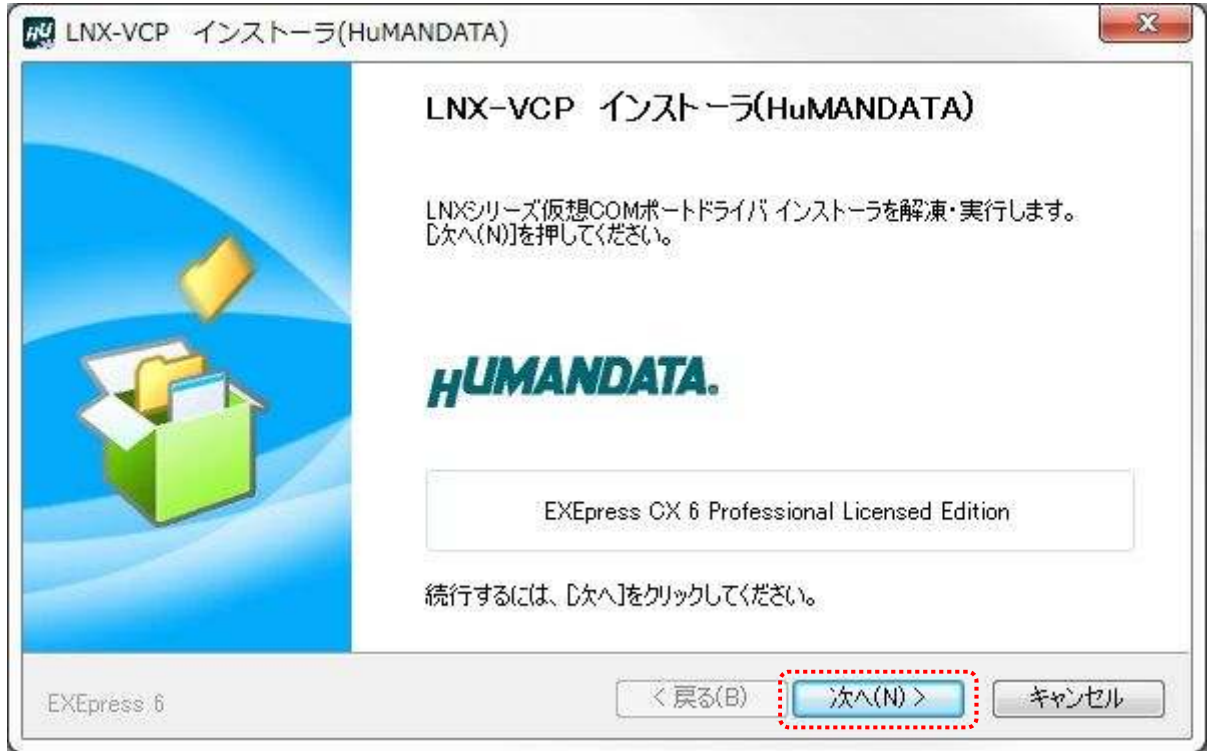 LNX-VCP インストーラ(HuMANDATA)
LNX-VCP インストーラ(HuMANDATA)
LNXシリーズ仮想COMポートドライバ インストーラを解凍・実行します。
[次へ(N)]を押してください。
HUMANDATA.
EXEpress CX 6 Professional Licensed Edition
続行するには、[次へ]をクリックしてください。
EXEpress 6
< 戻る(B) 次へ(N) > キャンセル